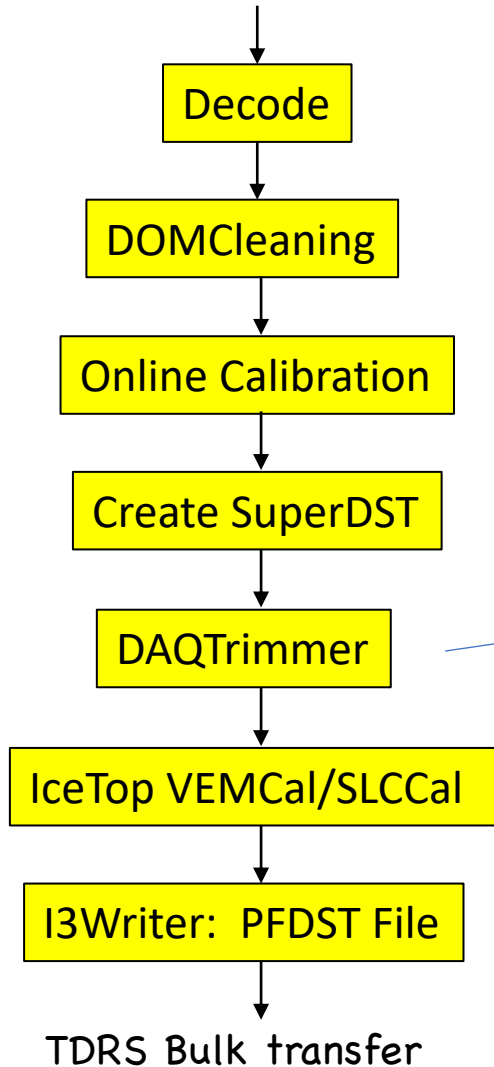 Decode
DOMCleaning
Online Calibration
Create SuperDST
DAQTrimmer
IceTop VEMCal/SLCCal
I3Writer: PFDST File
TDRS Bulk transfer